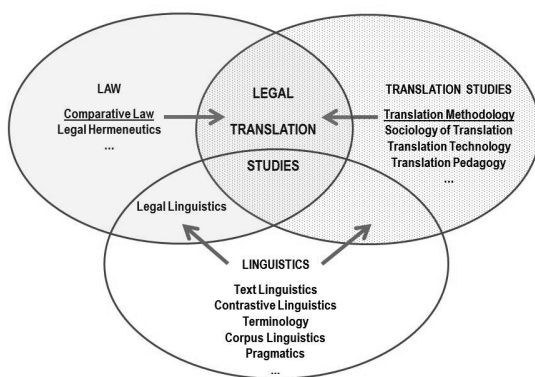 LAW
Comparative Law
Legal Hermeneutics
...
LEGAL
TRANSLATION
STUDIES
TRANSLATION STUDIES
Translation Methodology
Sociology of Translation
Translation Technology
Translation Pedagogy
...
Legal Linguistics
LINGUISTICS
Text Linguistics
Contrastive Linguistics
Terminology
Corpus Linguistics
Pragmatics
...